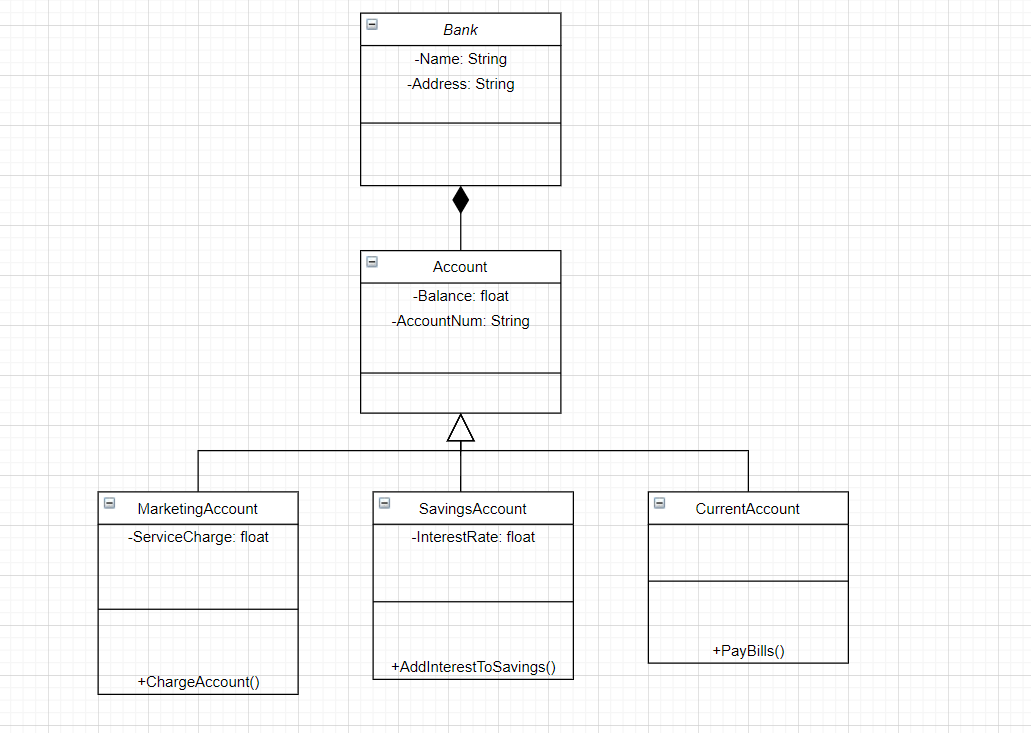 Bank
-Name: String
-Address: String
Account
-Balance: float
-AccountNum: String
MarketingAccount
-ServiceCharge: float
+ChargeAccount()
SavingsAccount
-InterestRate: float
+AddInterestToSavings()
CurrentAccount
+PayBills()